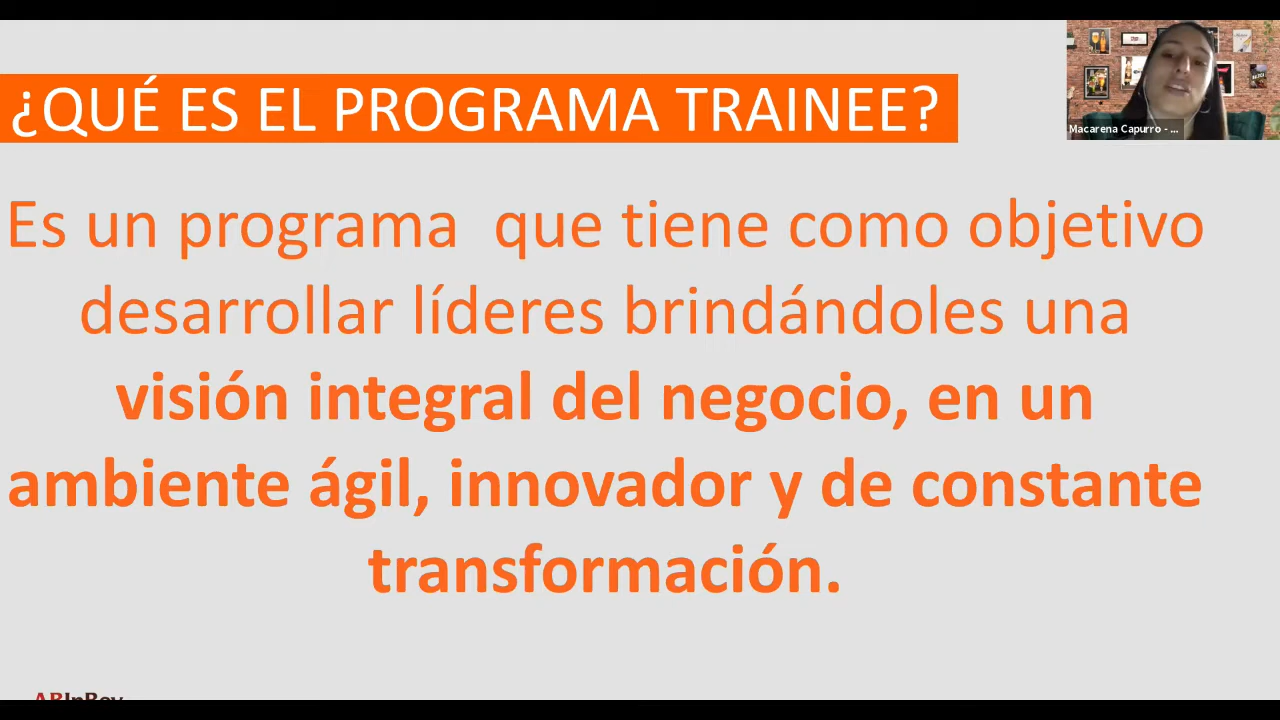 ¿QUÉ ES EL PROGRAMA TRAINEE?
Macarena Capurro - ...
Es un programa que tiene como objetivo
desarrollar líderes brindándoles una
visión integral del negocio, en un
ambiente ágil, innovador y de constante
transformación.
ABInBev